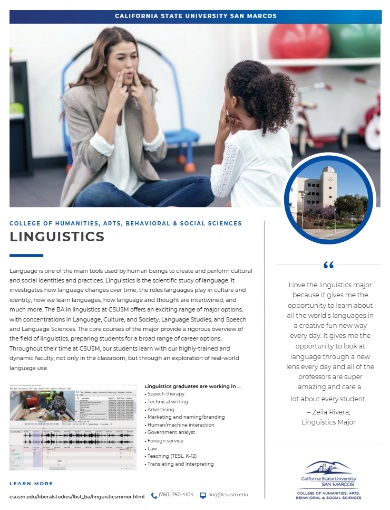 CALIFORNIA STATE UNIVERSITY SAN MARCOS
COLLEGE OF HUMANITIES, ARTS, BEHAVIORAL & SOCIAL SCIENCES
LINGUISTICS
Language is one of the main tools used by human beings to create and perform cultural
and social identities and practices. Linguistics is the scientific study of language. It
investigates how language changes over time, the roles languages play in culture and
identity, how we learn languages, how language and thought are intertwined, and
much more. The BA in linguistics at CSUSM offers an exciting range of major options,
with concentrations in Language, Culture, and Society; Language Studies; and Speech
and Language Sciences. The core courses of the major provide a rigorous overview of
the field of linguistics, preparing students for a broad range of career options.
Throughout their time at CSUSM, our students learn with our highly-trained and
dynamic faculty, not only in the classroom, but through an exploration of real-world
language use.
Linguistics graduates are working in...
- Speech therapy
- Technical writing
- Advertising
- Marketing and naming/branding
- Human/machine interaction
- Government analyst
- Foreign service
- Law
- Teaching (TESL, K-12)
- Translating and interpreting
LEARN MORE
“
I love the linguistics major
because it gives me the
opportunity to learn about
all the world's languages in
a creative fun new way
every day. It gives me the
opportunity to look at
language through a new
lens every day and all of the
professors are super
amazing and care a
lot about every student.
– Zeila Rivera,
Linguistics Major
California State University
SAN MARCOS
COLLEGE OF HUMANITIES, ARTS,
BEHAVIORAL & SOCIAL SCIENCES